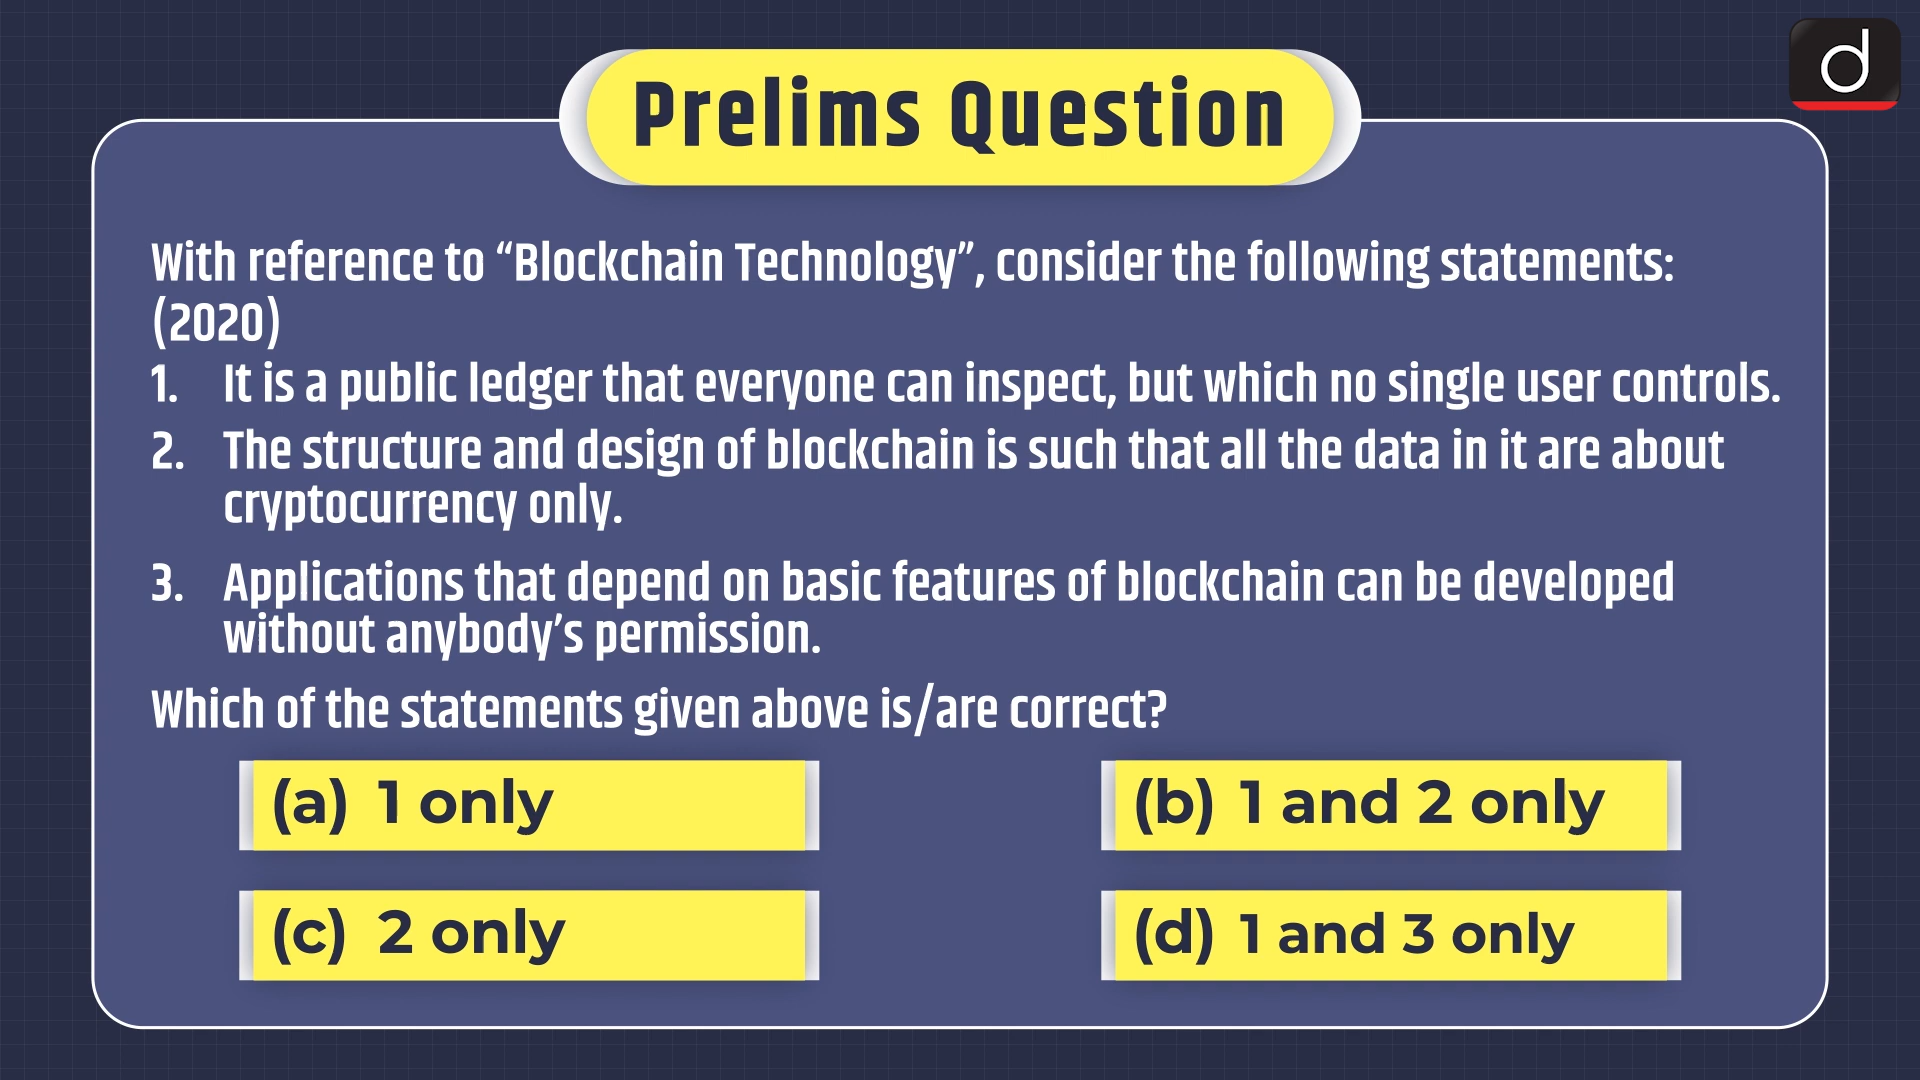 Prelims Question
d
With reference to “Blockchain Technology”, consider the following statements:
(2020)
1. It is a public ledger that everyone can inspect, but which no single user controls.
2. The structure and design of blockchain is such that all the data in it are about
cryptocurrency only.
3. Applications that depend on basic features of blockchain can be developed
without anybody’s permission.
Which of the statements given above is/are correct?
(a) 1 only
(b) 1 and 2 only
(c) 2 only
(d) 1 and 3 only